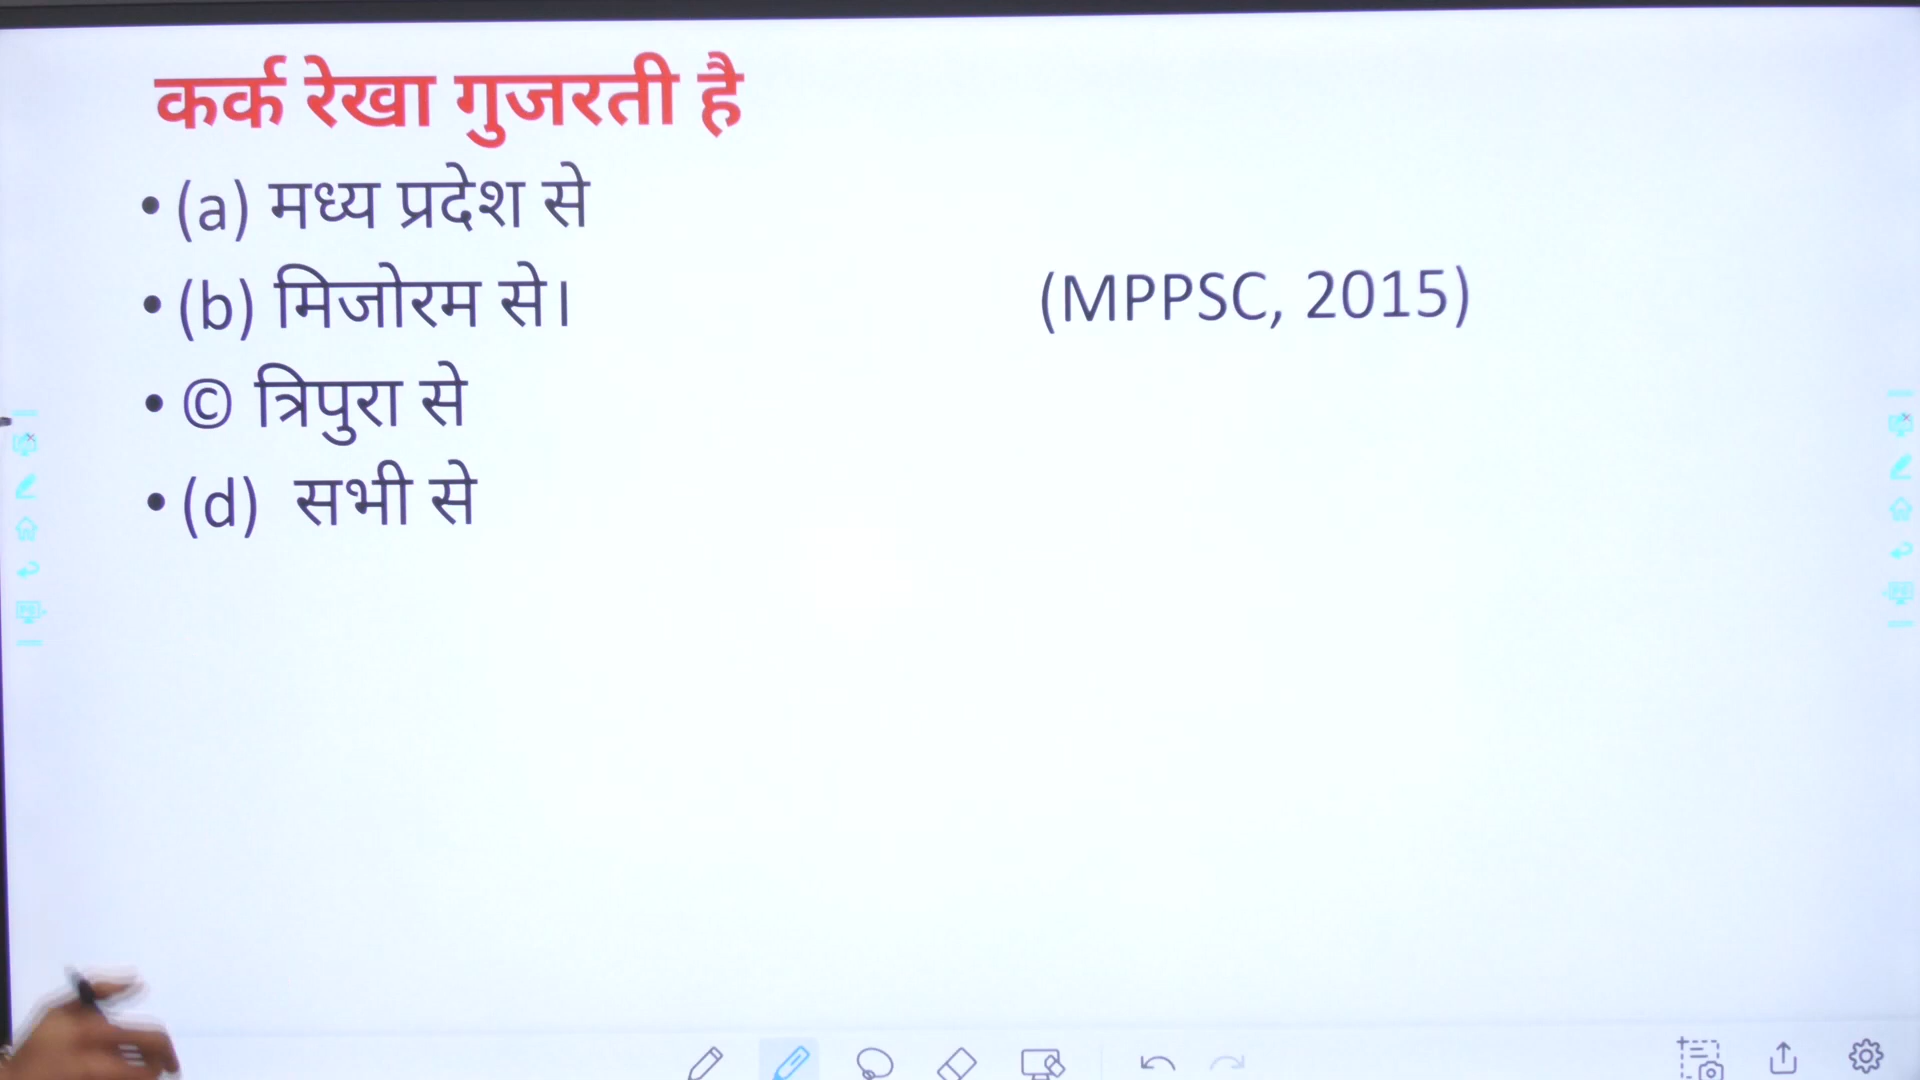 कर्क रेखा गुजरती है
• (a) मध्य प्रदेश से
• (b) मिजोरम से।
(MPPSC, 2015)
• © त्रिपुरा से
• (d) सभी से